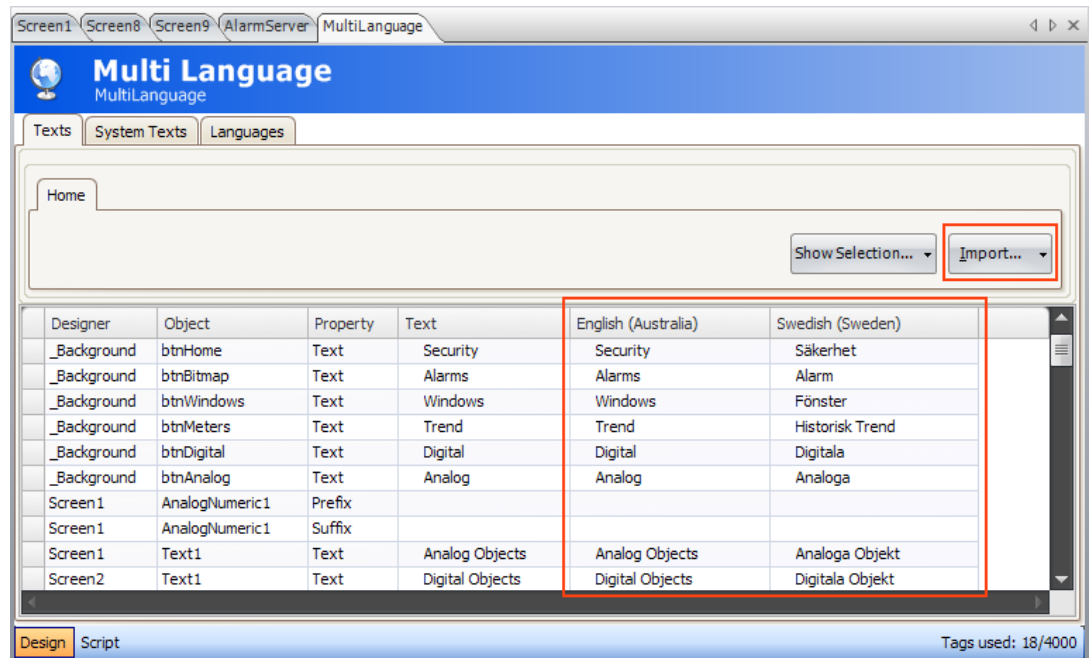 Screen1 Screen8 Screen9 AlarmServer MultiLanguage
Multi Language
MultiLanguage
Texts System Texts Languages
Home
Show Selection... Import...
Designer Object Property Text English (Australia) Swedish (Sweden)
_Background btnHome Text Security Security Säkerhet
_Background btnBitmap Text Alarms Alarms Alarm
_Background btnWindows Text Windows Windows Fönster
_Background btnMeters Text Trend Trend Historisk Trend
_Background btnDigital Text Digital Digital Digitala
_Background btnAnalog Text Analog Analog Analoga
Screen1 AnalogNumeric1 Prefix
Screen1 AnalogNumeric1 Suffix
Screen1 Text1 Text Analog Objects Analog Objects Analoga Objekt
Screen2 Text1 Text Digital Objects Digital Objects Digitala Objekt
Design Script Tags used: 18/4000